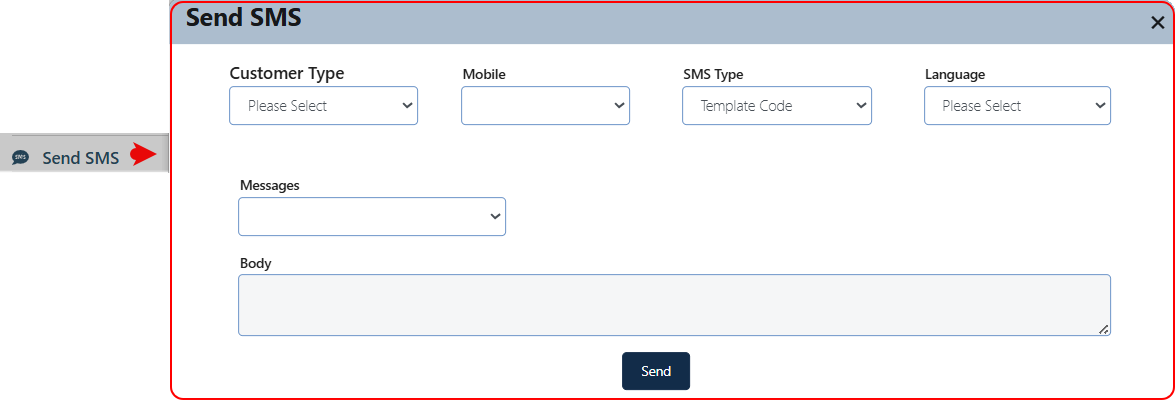 Send SMS
Customer Type
Mobile
SMS Type
Language
Please Select
Template Code
Please Select
SMS
Send SMS
Messages
Body
Send